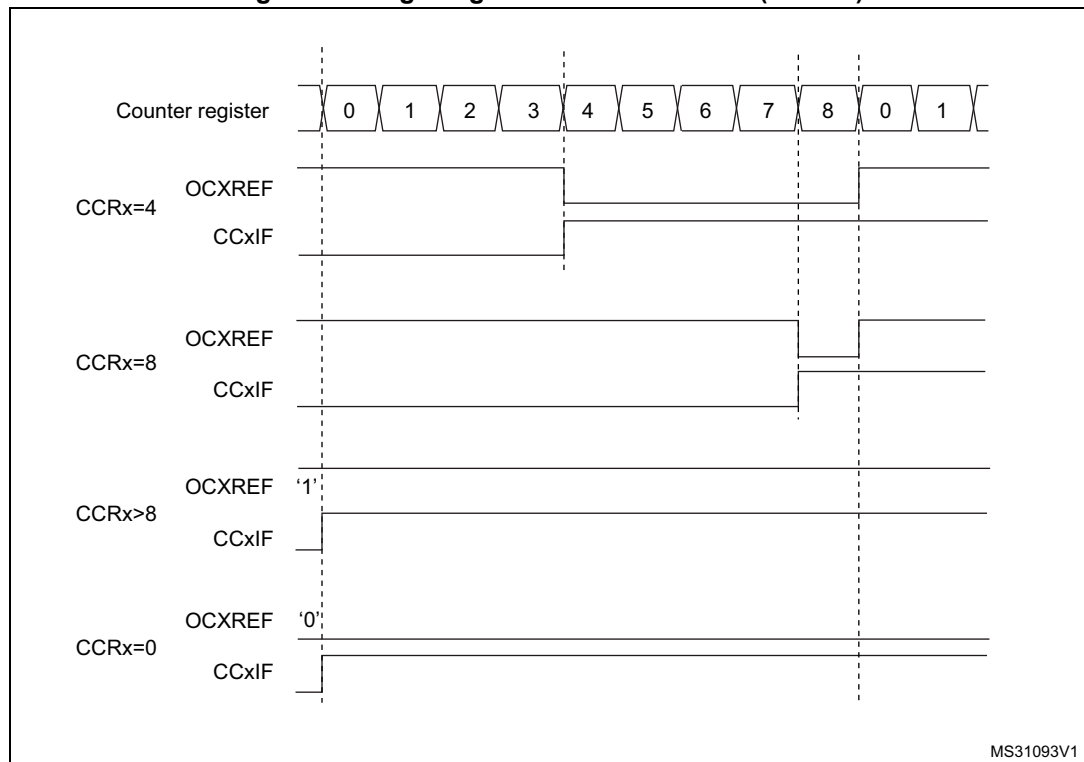 Counter register 0 1 2 3 4 5 6 7 8 0 1
OCXREF
CCRx=4
CCxIF
OCXREF
CCRx=8
CCxIF
OCXREF ‘1’
CCRx>8
CCxIF
OCXREF ‘0’
CCRx=0
CCxIF
MS31093V1